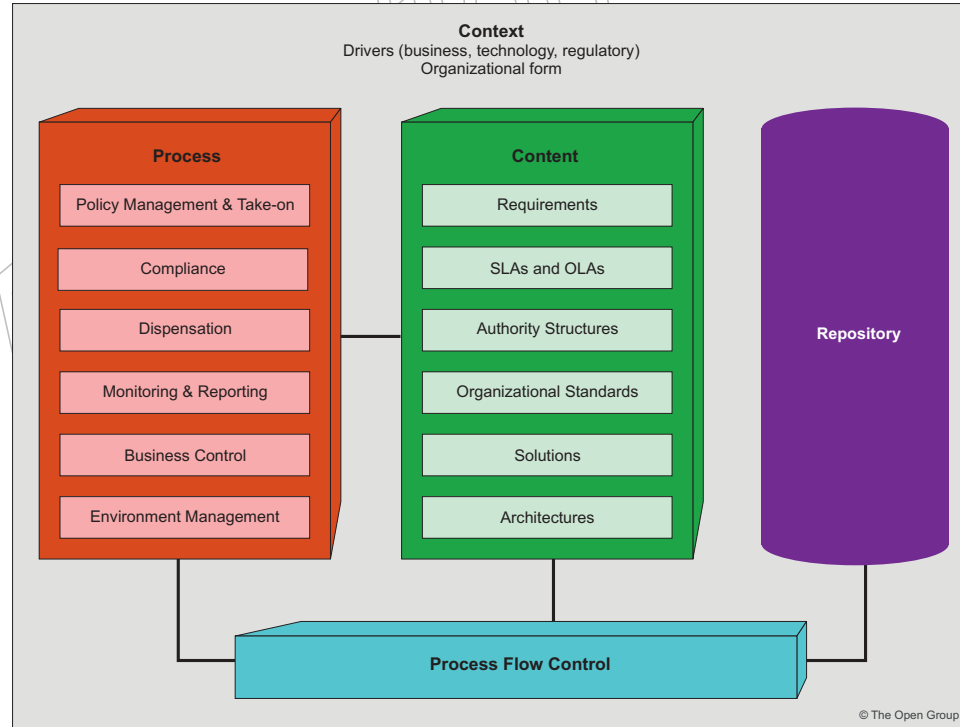 Context
Drivers (business, technology, regulatory)
Organizational form
Process
Policy Management & Take-on
Compliance
Dispensation
Monitoring & Reporting
Business Control
Environment Management
Content
Requirements
SLAs and OLAs
Authority Structures
Organizational Standards
Solutions
Architectures
Repository
Process Flow Control
© The Open Group